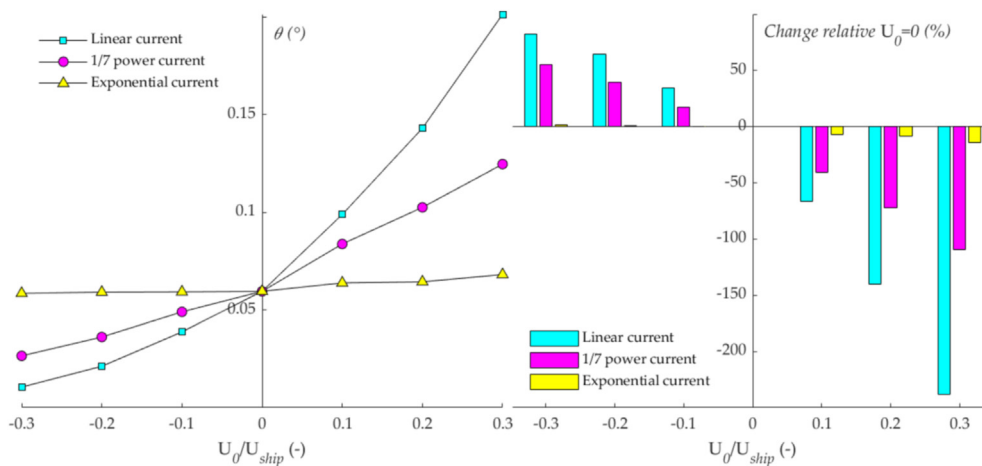 θ (°)
Linear current
1/7 power current
Exponential current
0.15
0.1
0.05
-0.3 -0.2 -0.1 0 0.1 0.2 0.3
U₀/Uₛₕᵢₚ (-)
Change relative U₀=0 (%)
50
0
-50
-100
-150
-200
Linear current
1/7 power current
Exponential current
-0.3 -0.2 -0.1 0 0.1 0.2 0.3
U₀/Uₛₕᵢₚ (-)